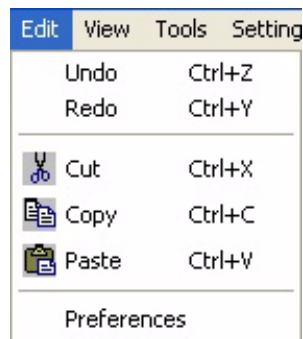 Edit View Tools Setting
Undo Ctrl+Z
Redo Ctrl+Y
Cut Ctrl+X
Copy Ctrl+C
Paste Ctrl+V
Preferences